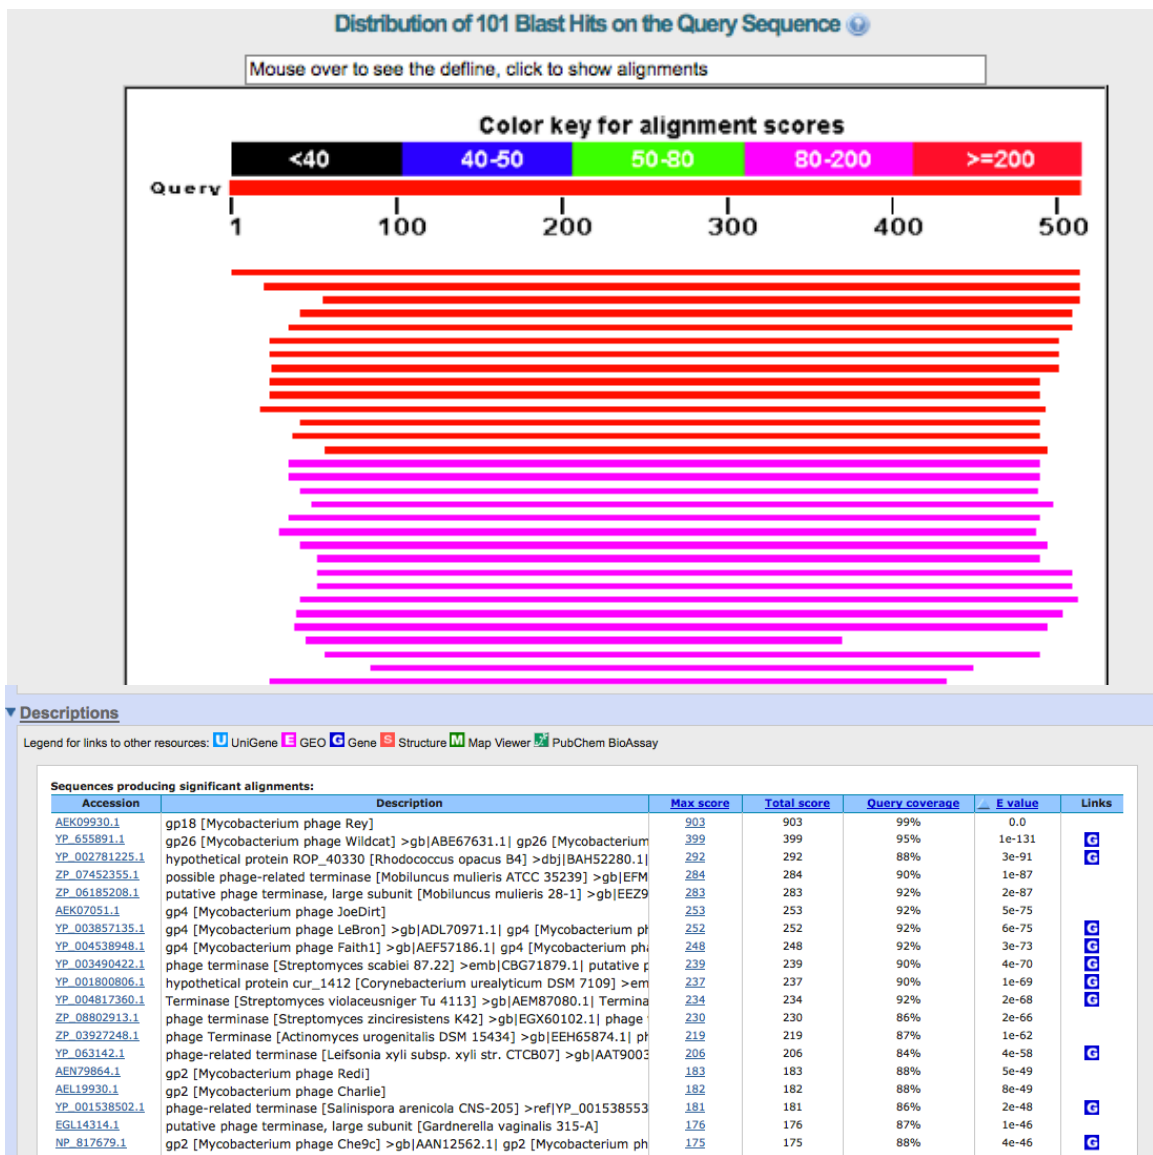 Distribution of 101 Blast Hits on the Query Sequence
Mouse over to see the defline, click to show alignments
Color key for alignment scores
<40 40-50 50-80 80-200 >=200
Query
1 100 200 300 400 500
Descriptions
Legend for links to other resources: U UniGene E GEO G Gene S Structure M Map Viewer PubChem BioAssay
Sequences producing significant alignments:
Accession Description Max score Total score Query coverage E value Links
AEK09930.1 gp18 [Mycobacterium phage Rey] 903 903 99% 0.0
YP_655891.1 gp26 [Mycobacterium phage Wildcat] >gb|ABE67631.1| gp26 [Mycobacterium 399 399 95% 1e-131 G
YP_002781225.1 hypothetical protein ROP_40330 [Rhodococcus opacus B4] >dbj|BAH52280.1| 292 292 88% 3e-91 G
ZP_07452355.1 possible phage-related terminase [Mobiluncus mulieris ATCC 35239] >gb|EFM 284 284 90% 1e-87
ZP_06185208.1 putative phage terminase, large subunit [Mobiluncus mulieris 28-1] >gb|EEZ9 283 283 92% 2e-87
AEK07051.1 gp4 [Mycobacterium phage JoeDirt] 253 253 92% 5e-75
YP_003857135.1 gp4 [Mycobacterium phage LeBron] >gb|ADL70971.1| gp4 [Mycobacterium ph 252 252 92% 6e-75 G
YP_004538948.1 gp4 [Mycobacterium phage Faith1] >gb|AEF57186.1| gp4 [Mycobacterium pha 248 248 92% 3e-73 G
YP_003490422.1 phage terminase [Streptomyces scabiei 87.22] >emb|CBG71879.1| putative p 239 239 90% 4e-70 G
YP_001800806.1 hypothetical protein cur_1412 [Corynebacterium urealyticum DSM 7109] >em 237 237 90% 1e-69 G
YP_004817360.1 Terminase [Streptomyces violaceusniger Tu 4113] >gb|AEM87080.1| Termina 234 234 92% 2e-68 G
ZP_08802913.1 phage terminase [Streptomyces zinciresistens K42] >gb|EGX60102.1| phage 230 230 86% 2e-66
ZP_03927248.1 phage Terminase [Actinomyces urogenitalis DSM 15434] >gb|EEH65874.1| ph 219 219 87% 1e-62
YP_063142.1 phage-related terminase [Leifsonia xyli subsp. xyli str. CTCB07] >gb|AAT9003 206 206 84% 4e-58 G
AEN79864.1 gp2 [Mycobacterium phage Redi] 183 183 88% 5e-49
AEL19930.1 gp2 [Mycobacterium phage Charlie] 182 182 88% 8e-49
YP_001538502.1 phage-related terminase [Salinispora arenicola CNS-205] >ref|YP_001538553 181 181 86% 2e-48 G
EGL14314.1 putative phage terminase, large subunit [Gardnerella vaginalis 315-A] 176 176 87% 1e-46
NP_817679.1 gp2 [Mycobacterium phage Che9c] >gb|AAN12562.1| gp2 [Mycobacterium ph 175 175 88% 4e-46 G